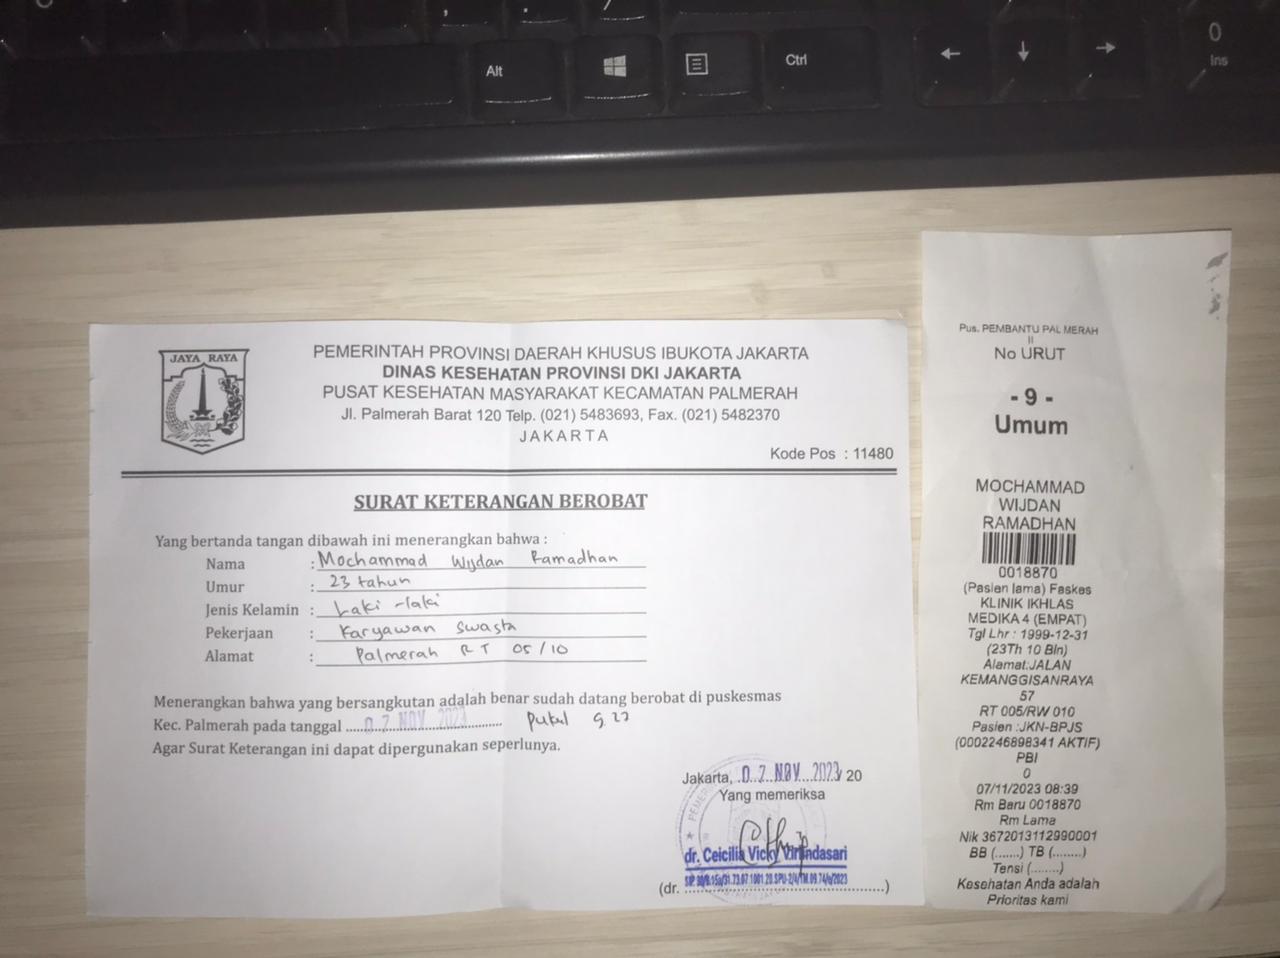 Alt
Ctrl
0
Ins
JAYA RAYA
PEMERINTAH PROVINSI DAERAH KHUSUS IBUKOTA JAKARTA
DINAS KESEHATAN PROVINSI DKI JAKARTA
PUSAT KESEHATAN MASYARAKAT KECAMATAN PALMERAH
Jl. Palmerah Barat 120 Telp. (021) 5483693, Fax. (021) 5482370
JAKARTA
Kode Pos : 11480
SURAT KETERANGAN BEROBAT
Yang bertanda tangan dibawah ini menerangkan bahwa :
Nama : Mochammad Wijdan Ramadhan
Umur : 23 tahun
Jenis Kelamin : Laki-laki
Pekerjaan : Karyawan Swasta
Alamat : Palmerah RT 05/10
Menerangkan bahwa yang bersangkutan adalah benar sudah datang berobat di puskesmas
Kec. Palmerah pada tanggal ..... 07 NOV 2023 ..... Pukul 9.27
Agar Surat Keterangan ini dapat dipergunakan seperlunya.
Jakarta, 07 NOV 2023 20
Yang memeriksa
dr. Ceicilia Vicky
(dr. ........................................)
Pus. PEMBANTU PAL MERAH
II
No URUT
- 9 -
Umum
MOCHAMMAD
WIJDAN
RAMADHAN
0018870
(Pasien lama) Faskes
KLINIK IKHLAS
MEDIKA 4 (EMPAT)
Tgl Lhr : 1999-12-31
(23Th 10 Bln)
Alamat:JALAN
KEMANGGISANRAYA
57
RT 005/RW 010
Pasien :JKN-BPJS
(0002246898341 AKTIF)
PBI
0
07/11/2023 08:39
Rm Baru 0018870
Rm Lama
Nik 3672013112990001
BB (.......) TB (........)
Tensi (........)
Kesehatan Anda adalah
Prioritas kami